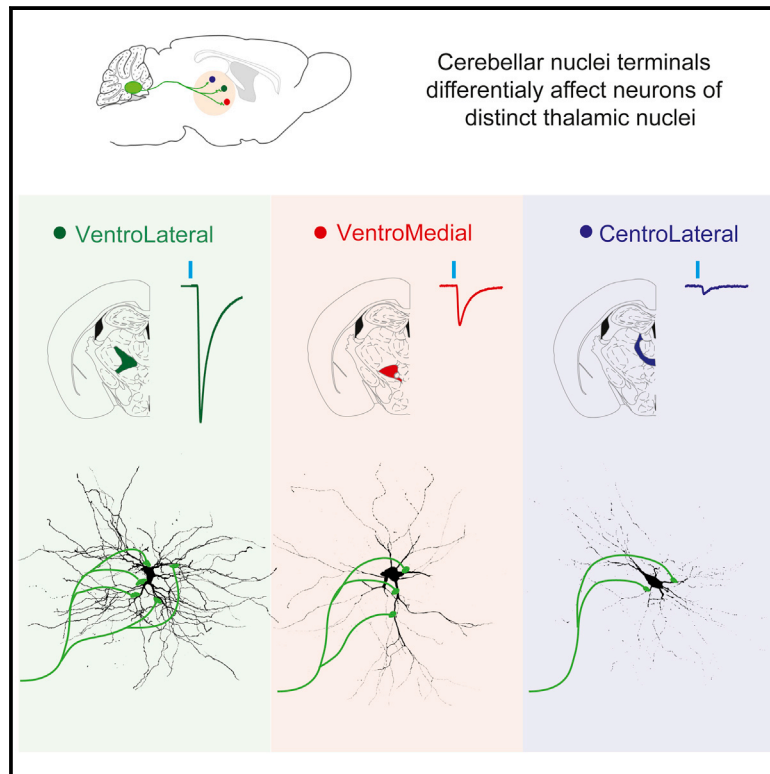 Cerebellar nuclei terminals
differentialy affect neurons of
distinct thalamic nuclei
VentroLateral
VentroMedial
CentroLateral